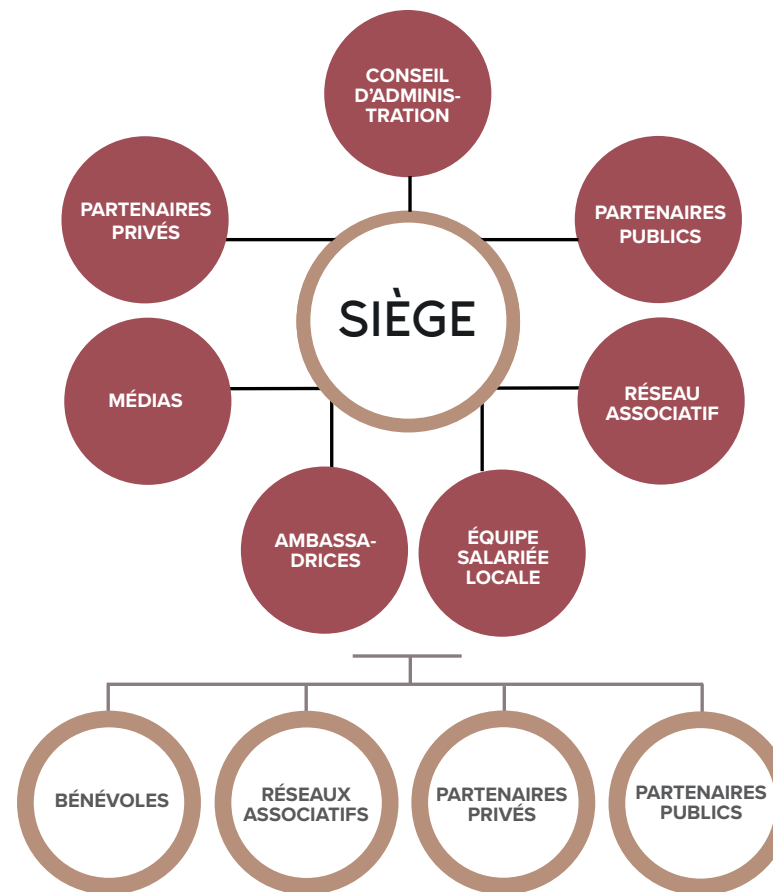 CONSEIL
D'ADMINIS-
TRATION
PARTENAIRES
PRIVÉS
PARTENAIRES
PUBLICS
SIÈGE
MÉDIAS
RÉSEAU
ASSOCIATIF
AMBASSA-
DRICES
ÉQUIPE
SALARIÉE
LOCALE
BÉNÉVOLES
RÉSEAUX
ASSOCIATIFS
PARTENAIRES
PRIVÉS
PARTENAIRES
PUBLICS